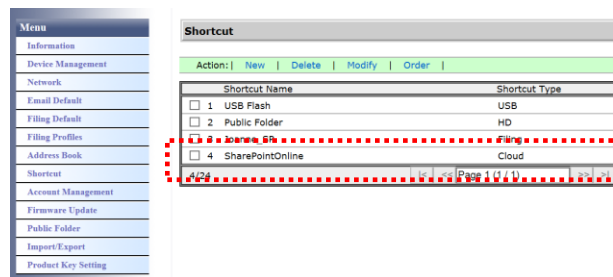 Menu
Information
Device Management
Network
Email Default
Filing Default
Filing Profiles
Address Book
Shortcut
Account Management
Firmware Update
Public Folder
Import/Export
Product Key Setting
Shortcut
Action: | New | Delete | Modify | Order |
Shortcut Name Shortcut Type
1 USB Flash USB
2 Public Folder HD
3 Joanne_SP Filing
4 SharePointOnline Cloud
4/24 |< << Page 1 (1 / 1) >> >|